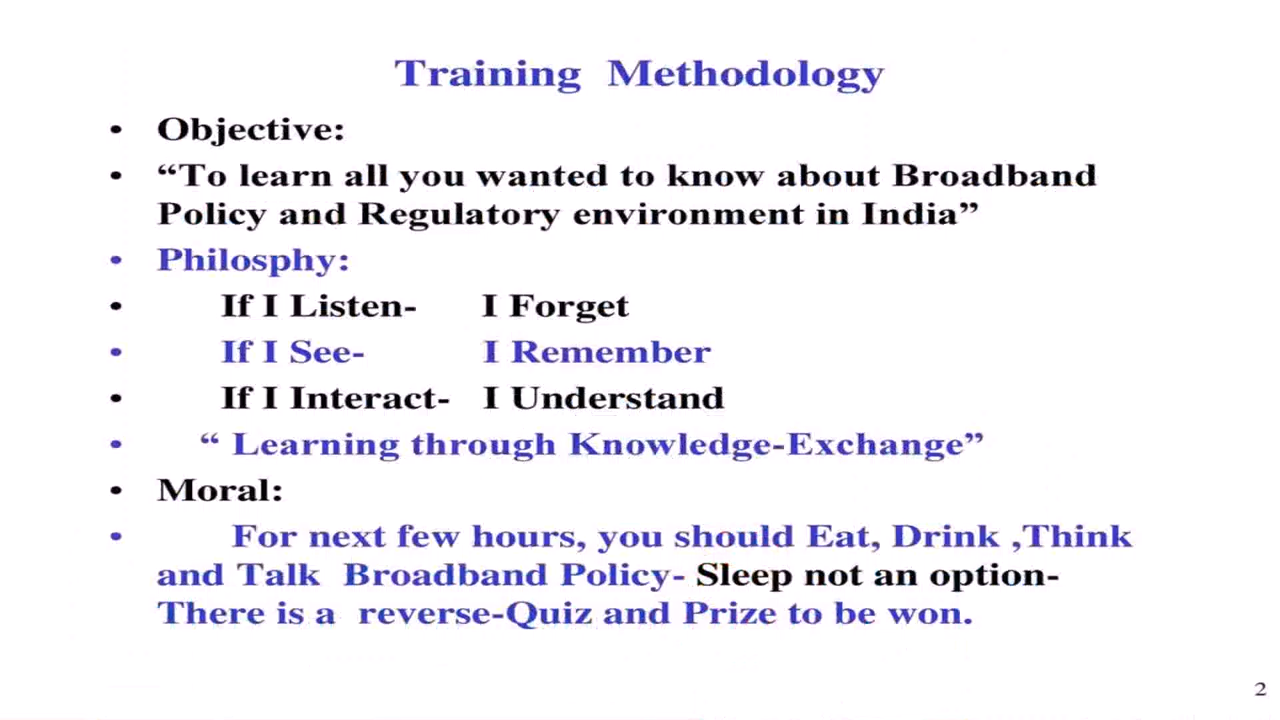 Training Methodology
• Objective:
• “To learn all you wanted to know about Broadband
Policy and Regulatory environment in India”
• Philosphy:
• If I Listen- I Forget
• If I See- I Remember
• If I Interact- I Understand
• “ Learning through Knowledge-Exchange”
• Moral:
• For next few hours, you should Eat, Drink ,Think
and Talk Broadband Policy- Sleep not an option-
There is a reverse-Quiz and Prize to be won.
2